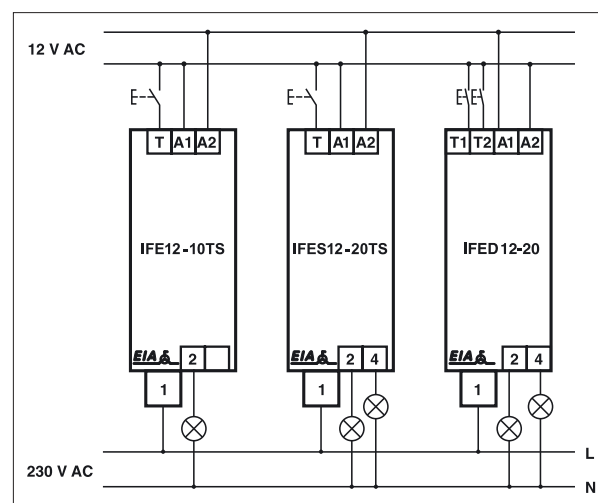 12 V AC
T A1 A2
T A1 A2
T1 T2 A1 A2
IFE12-10TS
IFES12-20TS
IFED12-20
EIA 2
EIA 2 4
EIA 2 4
1
1
1
L
230 V AC
N